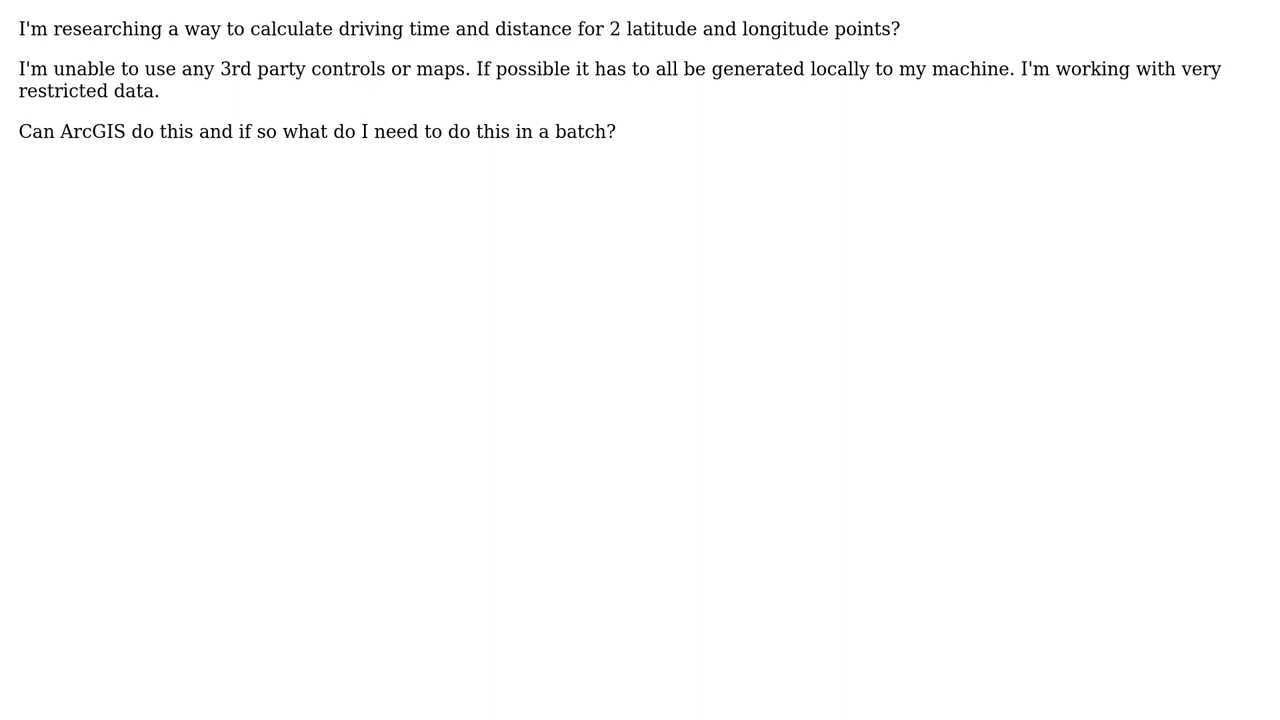 I'm researching a way to calculate driving time and distance for 2 latitude and longitude points?
I'm unable to use any 3rd party controls or maps. If possible it has to all be generated locally to my machine. I'm working with very
restricted data.
Can ArcGIS do this and if so what do I need to do this in a batch?